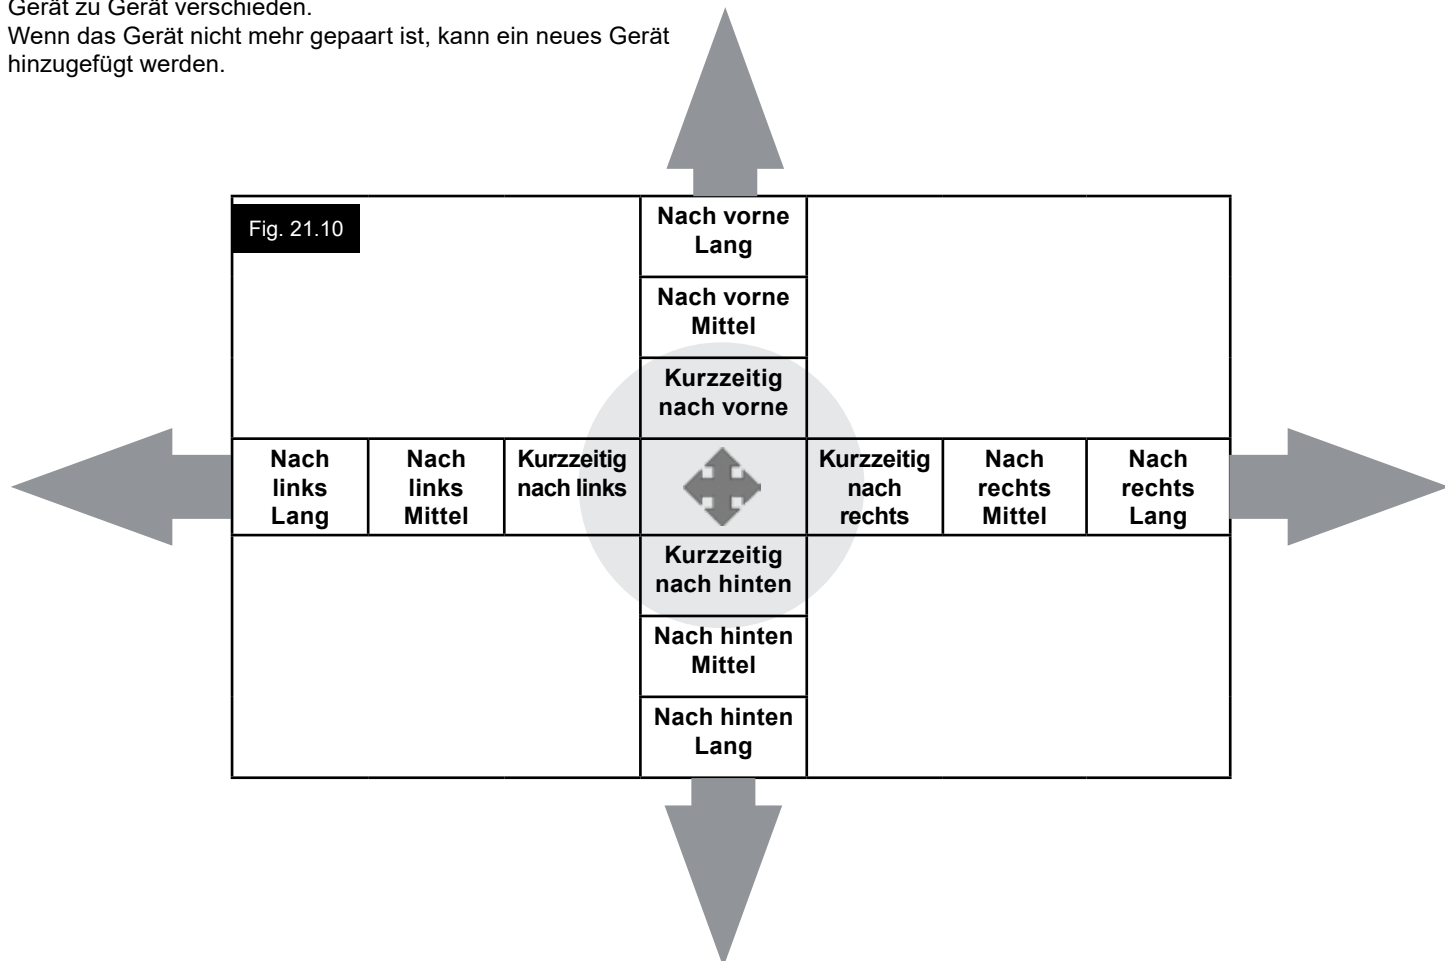 Gerät zu Gerät verschieden.
Wenn das Gerät nicht mehr gepaart ist, kann ein neues Gerät
hinzugefügt werden.
Fig. 21.10
Nach vorne
Lang
Nach vorne
Mittel
Kurzzeitig
nach vorne
Nach
links
Lang
Nach
links
Mittel
Kurzzeitig
nach links
Kurzzeitig
nach
rechts
Nach
rechts
Mittel
Nach
rechts
Lang
Kurzzeitig
nach hinten
Nach hinten
Mittel
Nach hinten
Lang